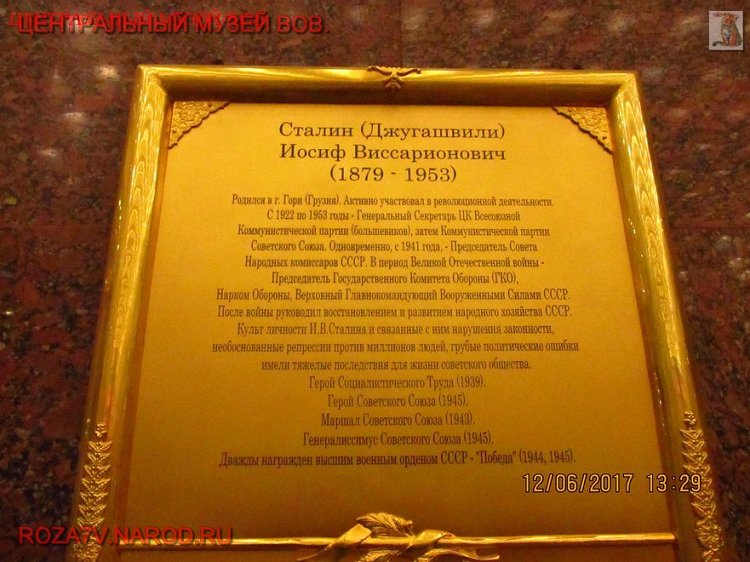 ЦЕНТРАЛЬНЫЙ МУЗЕЙ ВОВ.
Сталин (Джугашвили)
Иосиф Виссарионович
(1879 - 1953)
Родился в г. Гори (Грузия). Активно участвовал в революционной деятельности.
С 1922 по 1953 годы - Генеральный Секретарь ЦК Всесоюзной
Коммунистической партии (большевиков), затем Коммунистической партии
Советского Союза. Одновременно, с 1941 года, - Председатель Совета
Народных комиссаров СССР. В период Великой Отечественной войны -
Председатель Государственного Комитета Обороны (ГКО),
Нарком Обороны, Верховный Главнокомандующий Вооруженными Силами СССР.
После войны руководил восстановлением и развитием народного хозяйства СССР.
Культ личности И.В.Сталина и связанные с ним нарушения законности,
необоснованные репрессии против миллионов людей, грубые политические ошибки
имели тяжелые последствия для жизни советского общества.
Герой Социалистического Труда (1939).
Герой Советского Союза (1945).
Маршал Советского Союза (1943).
Генералиссимус Советского Союза (1945).
Дважды награжден высшим военным орденом СССР - "Победа" (1944, 1945).
12/06/2017 13:29
ROZA7V.NAROD.RU